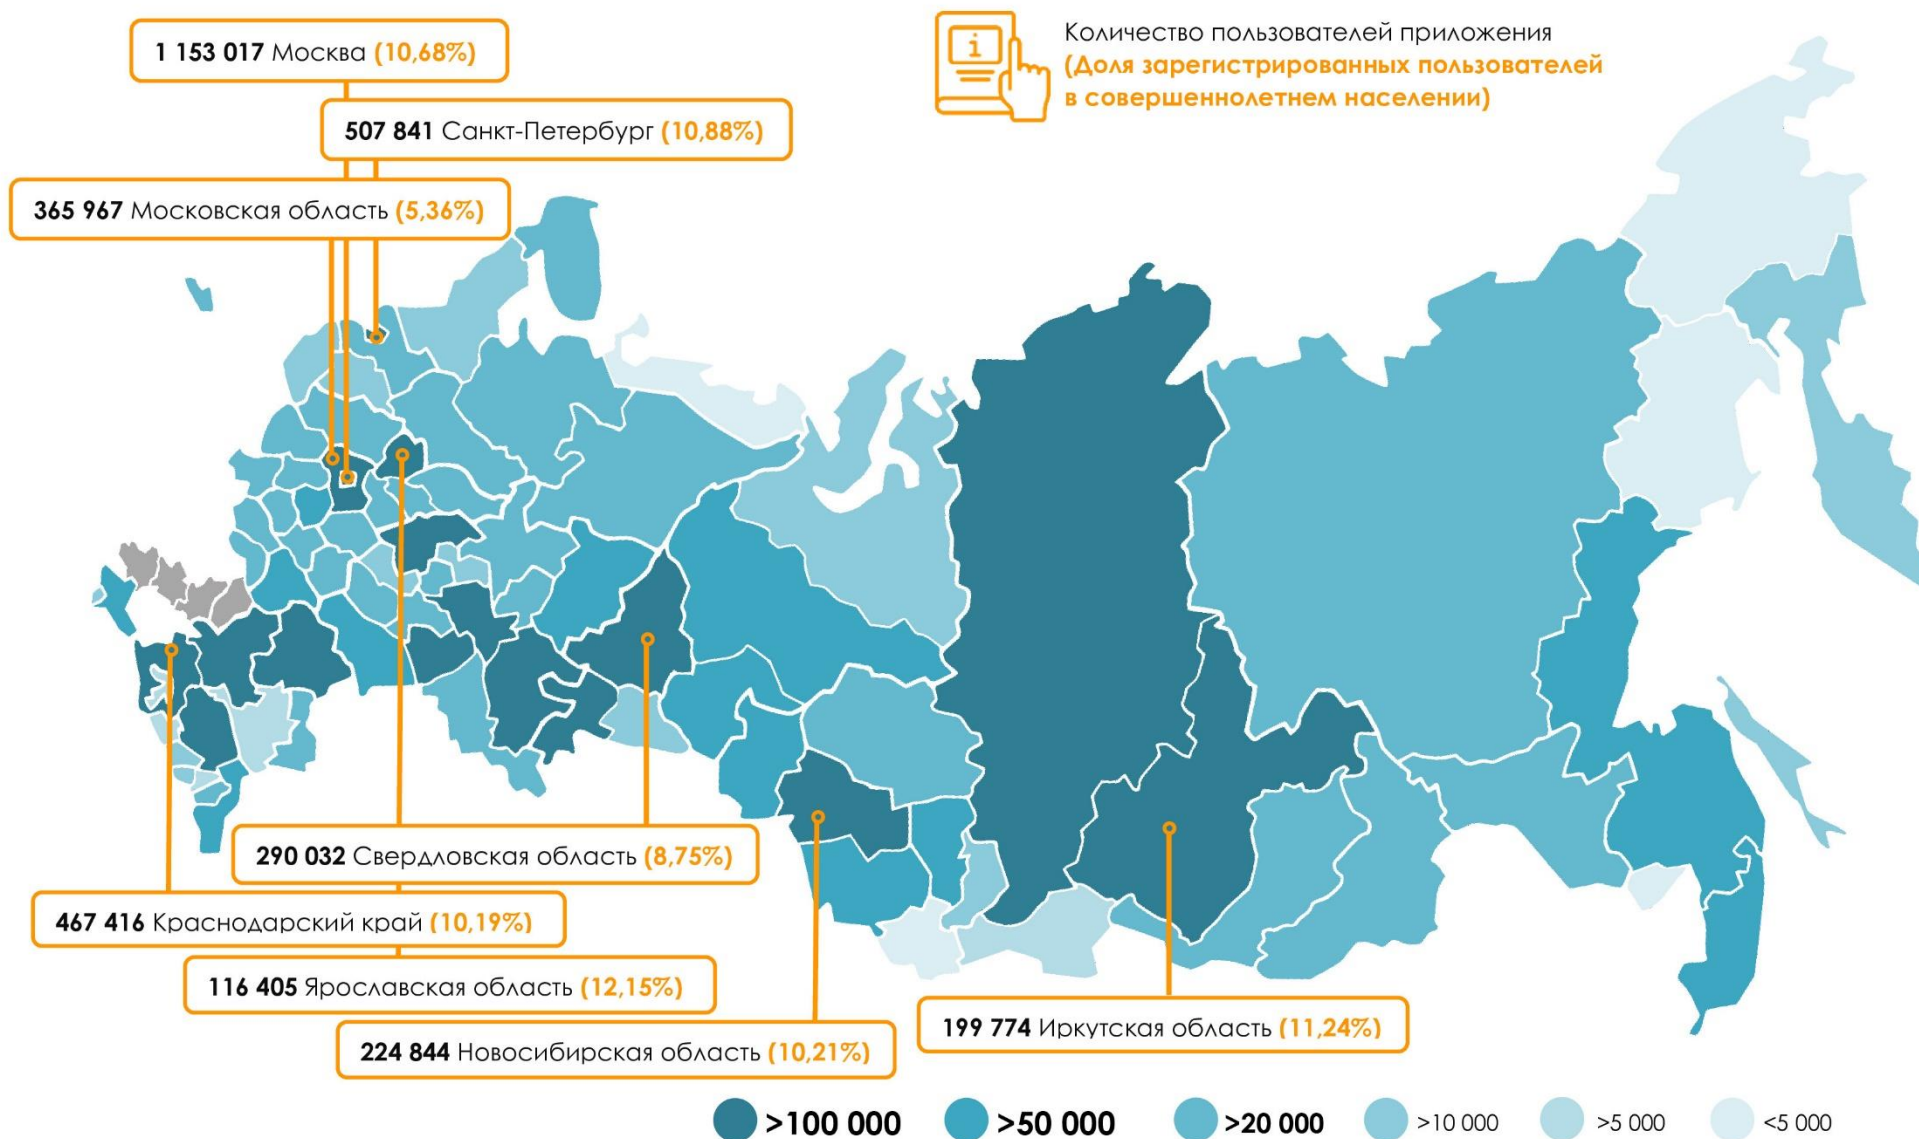 Количество пользователей приложения
(Доля зарегистрированных пользователей
в совершеннолетнем населении)
1 153 017 Москва (10,68%)
507 841 Санкт-Петербург (10,88%)
365 967 Московская область (5,36%)
290 032 Свердловская область (8,75%)
467 416 Краснодарский край (10,19%)
116 405 Ярославская область (12,15%)
224 844 Новосибирская область (10,21%)
199 774 Иркутская область (11,24%)
>100 000 >50 000 >20 000 >10 000 >5 000 <5 000